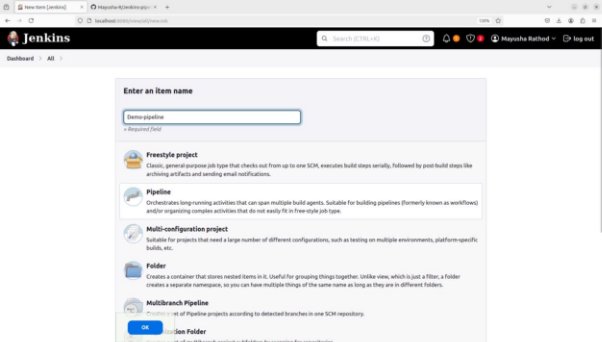 New Item [Jenkins]
Mayusha-R/Jenkins-pip
localhost:8080/view/all/newJob
Jenkins
Search (CTRL+K)
Mayusha Rathod
log out
Dashboard > All >
Enter an item name
Demo-pipeline
» Required field
Freestyle project
Classic, general-purpose job type that checks out from up to one SCM, executes build steps serially, followed by post-build steps like
archiving artifacts and sending email notifications.
Pipeline
Orchestrates long-running activities that can span multiple build agents. Suitable for building pipelines (formerly known as workflows)
and/or organizing complex activities that do not easily fit in free-style job type.
Multi-configuration project
Suitable for projects that need a large number of different configurations, such as testing on multiple environments, platform-specific
builds, etc.
Folder
Creates a container that stores nested items in it. Useful for grouping things together. Unlike view, which is just a filter, a folder
creates a separate namespace, so you can have multiple things of the same name as long as they are in different folders.
Multibranch Pipeline
set of Pipeline projects according to detected branches in one SCM repository.
OK
Folder